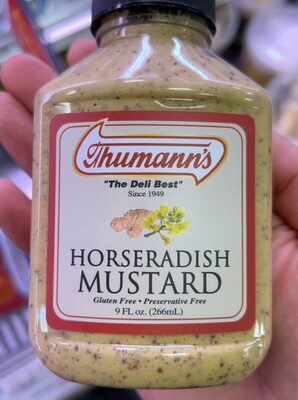 Thumann's
"The Deli Best"
Since 1949
HORSERADISH
MUSTARD
Gluten Free • Preservative Free
9 FL oz. (266mL)